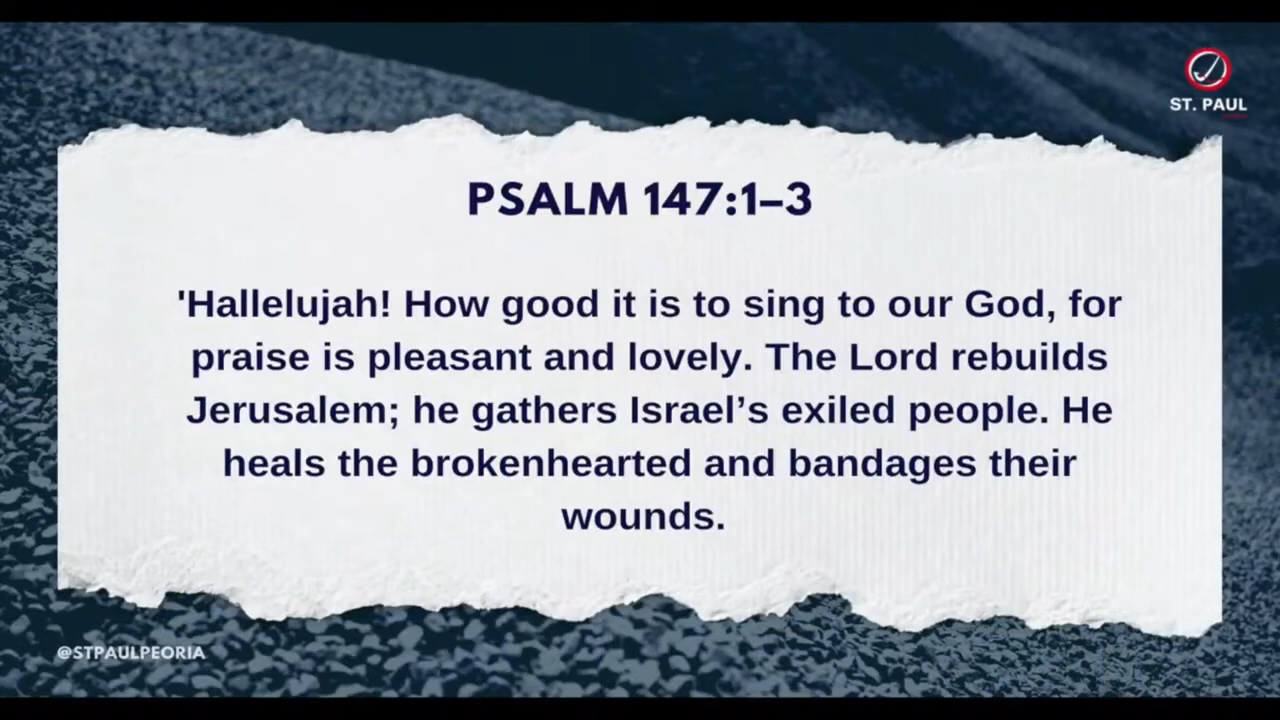 ST. PAUL
PSALM 147:1–3
'Hallelujah! How good it is to sing to our God, for
praise is pleasant and lovely. The Lord rebuilds
Jerusalem; he gathers Israel’s exiled people. He
heals the brokenhearted and bandages their
wounds.
@STPAULPEORIA